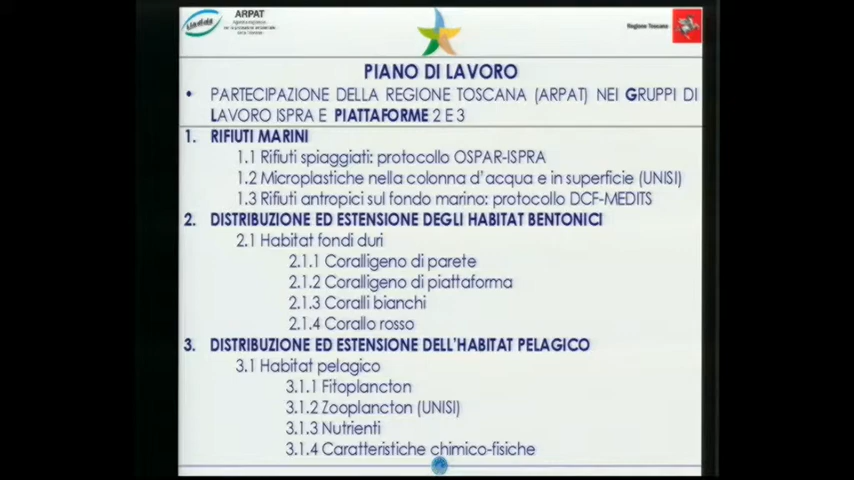 ARPAT
Regione Toscana
PIANO DI LAVORO
• PARTECIPAZIONE DELLA REGIONE TOSCANA (ARPAT) NEI GRUPPI DI
LAVORO ISPRA E PIATTAFORME 2 E 3
1. RIFIUTI MARINI
1.1 Rifiuti spiaggiati: protocollo OSPAR-ISPRA
1.2 Microplastiche nella colonna d'acqua e in superficie (UNISI)
1.3 Rifiuti antropici sul fondo marino: protocollo DCF-MEDITS
2. DISTRIBUZIONE ED ESTENSIONE DEGLI HABITAT BENTONICI
2.1 Habitat fondi duri
2.1.1 Coralligeno di parete
2.1.2 Coralligeno di piattaforma
2.1.3 Coralli bianchi
2.1.4 Corallo rosso
3. DISTRIBUZIONE ED ESTENSIONE DELL'HABITAT PELAGICO
3.1 Habitat pelagico
3.1.1 Fitoplancton
3.1.2 Zooplancton (UNISI)
3.1.3 Nutrienti
3.1.4 Caratteristiche chimico-fisiche